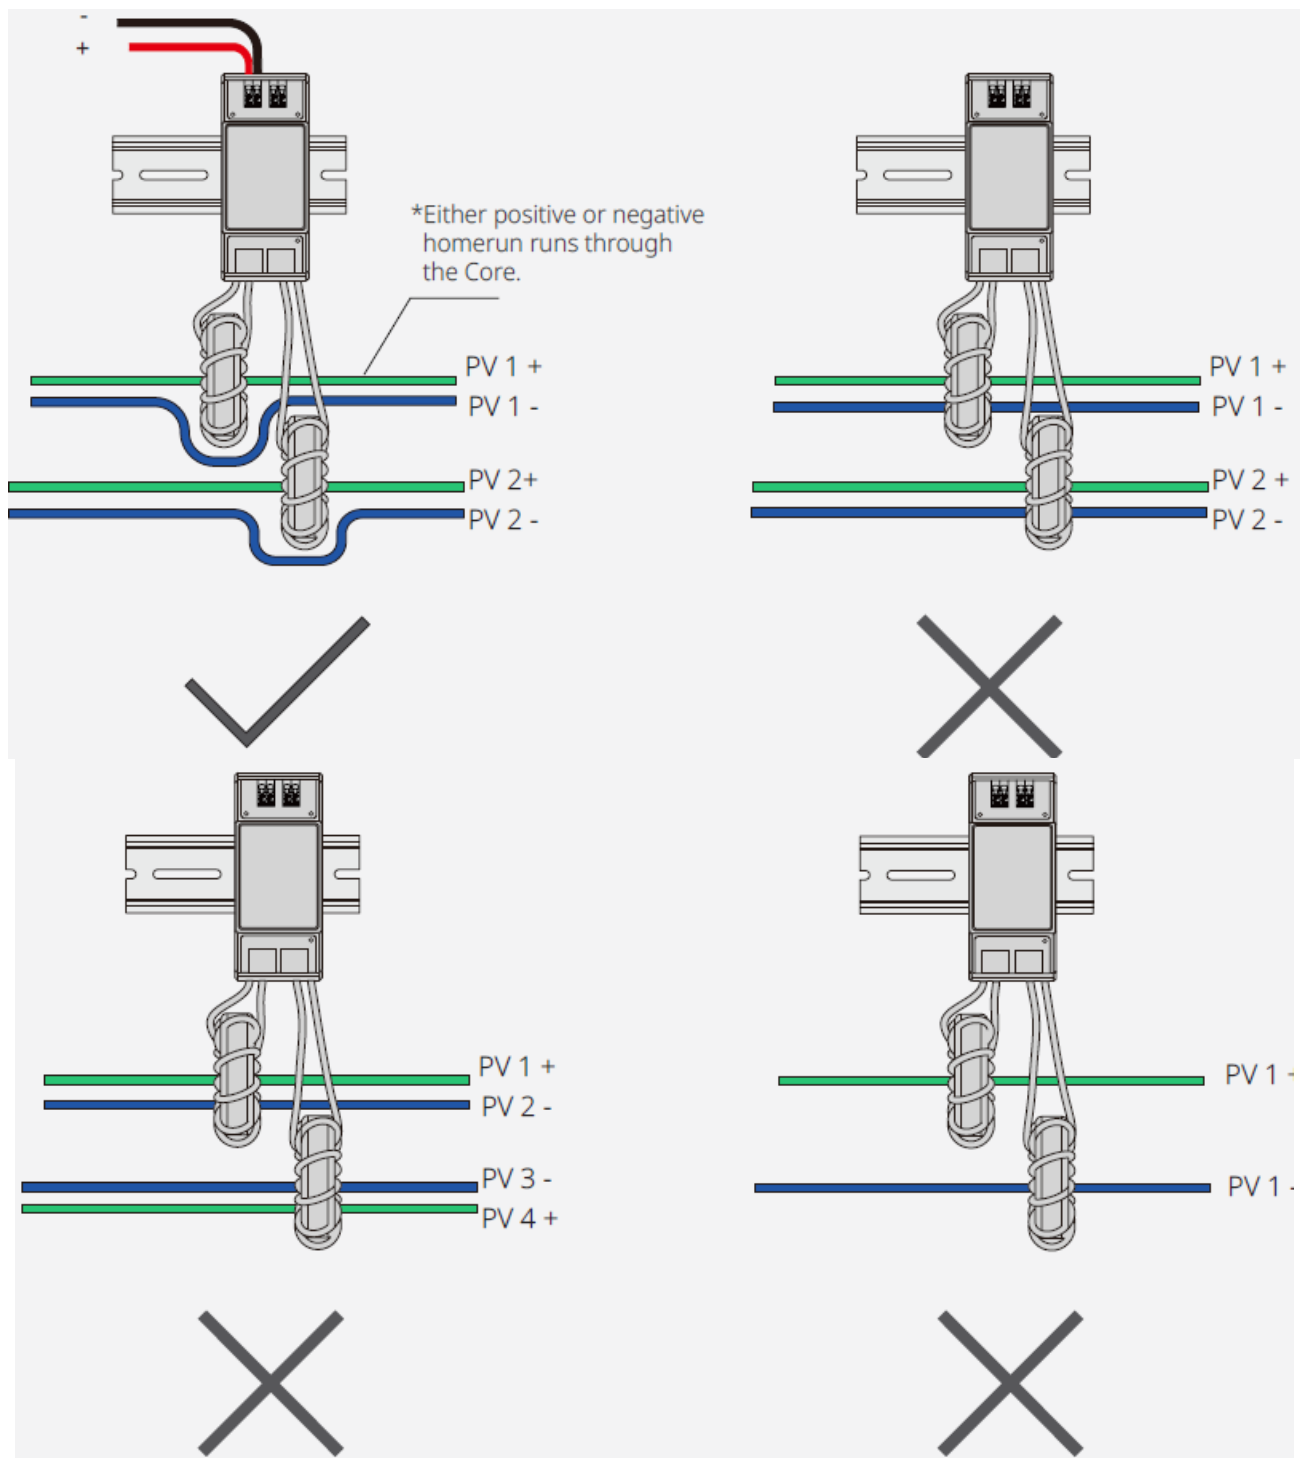 -
+
*Either positive or negative
homerun runs through
the Core.
PV 1 +
PV 1 -
PV 2+
PV 2 -
PV 1 +
PV 1 -
PV 2 +
PV 2 -
PV 1 +
PV 2 -
PV 3 -
PV 4 +
PV 1 -
PV 1 -